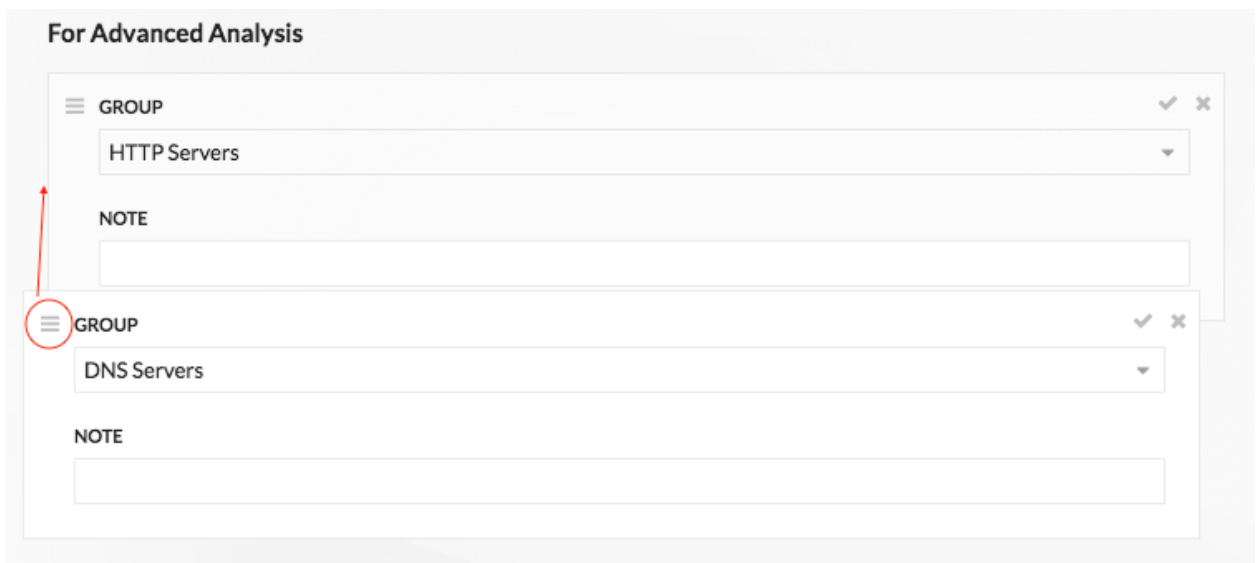 For Advanced Analysis
GROUP
HTTP Servers
NOTE
GROUP
DNS Servers
NOTE